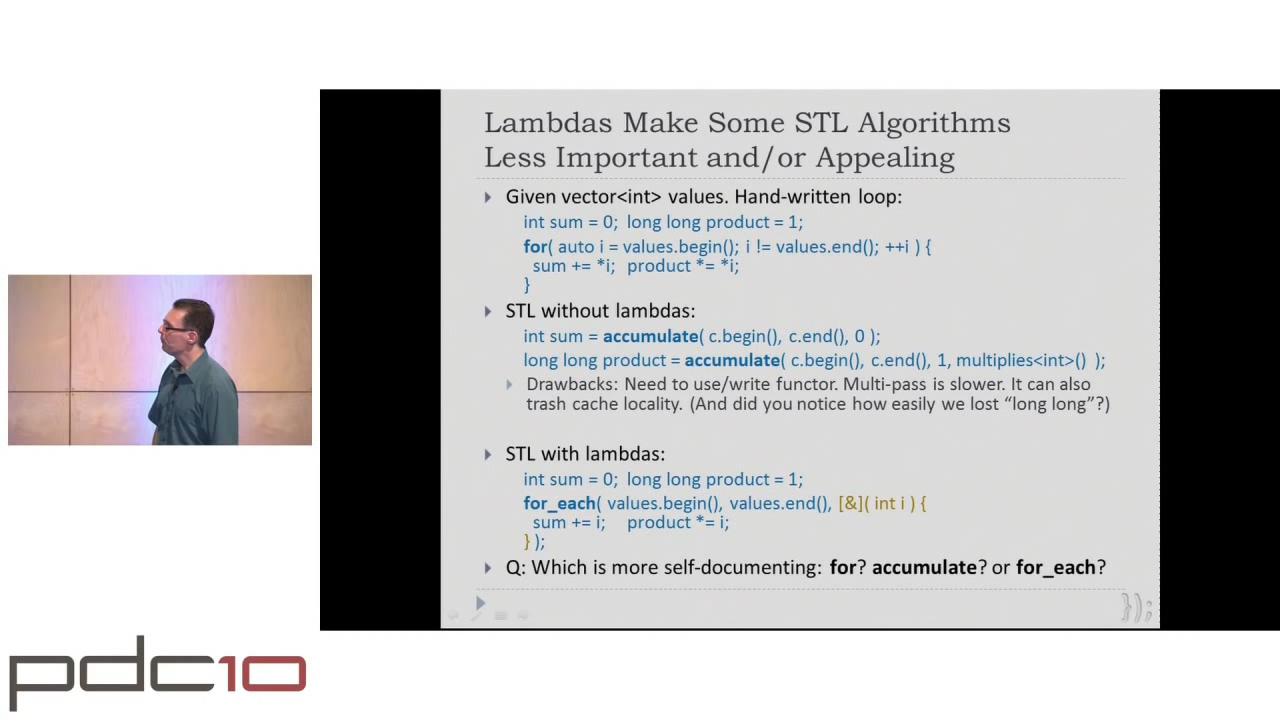 Lambdas Make Some STL Algorithms
Less Important and/or Appealing
Given vector<int> values. Hand-written loop:
int sum = 0; long long product = 1;
for( auto i = values.begin(); i != values.end(); ++i ) {
sum += *i; product *= *i;
}
STL without lambdas:
int sum = accumulate( c.begin(), c.end(), 0 );
long long product = accumulate( c.begin(), c.end(), 1, multiplies<int>() );
Drawbacks: Need to use/write functor. Multi-pass is slower. It can also
trash cache locality. (And did you notice how easily we lost “long long”?)
STL with lambdas:
int sum = 0; long long product = 1;
for_each( values.begin(), values.end(), [&]( int i ) {
sum += i; product *= i;
} );
Q: Which is more self-documenting: for? accumulate? or for_each?
});
pdc10